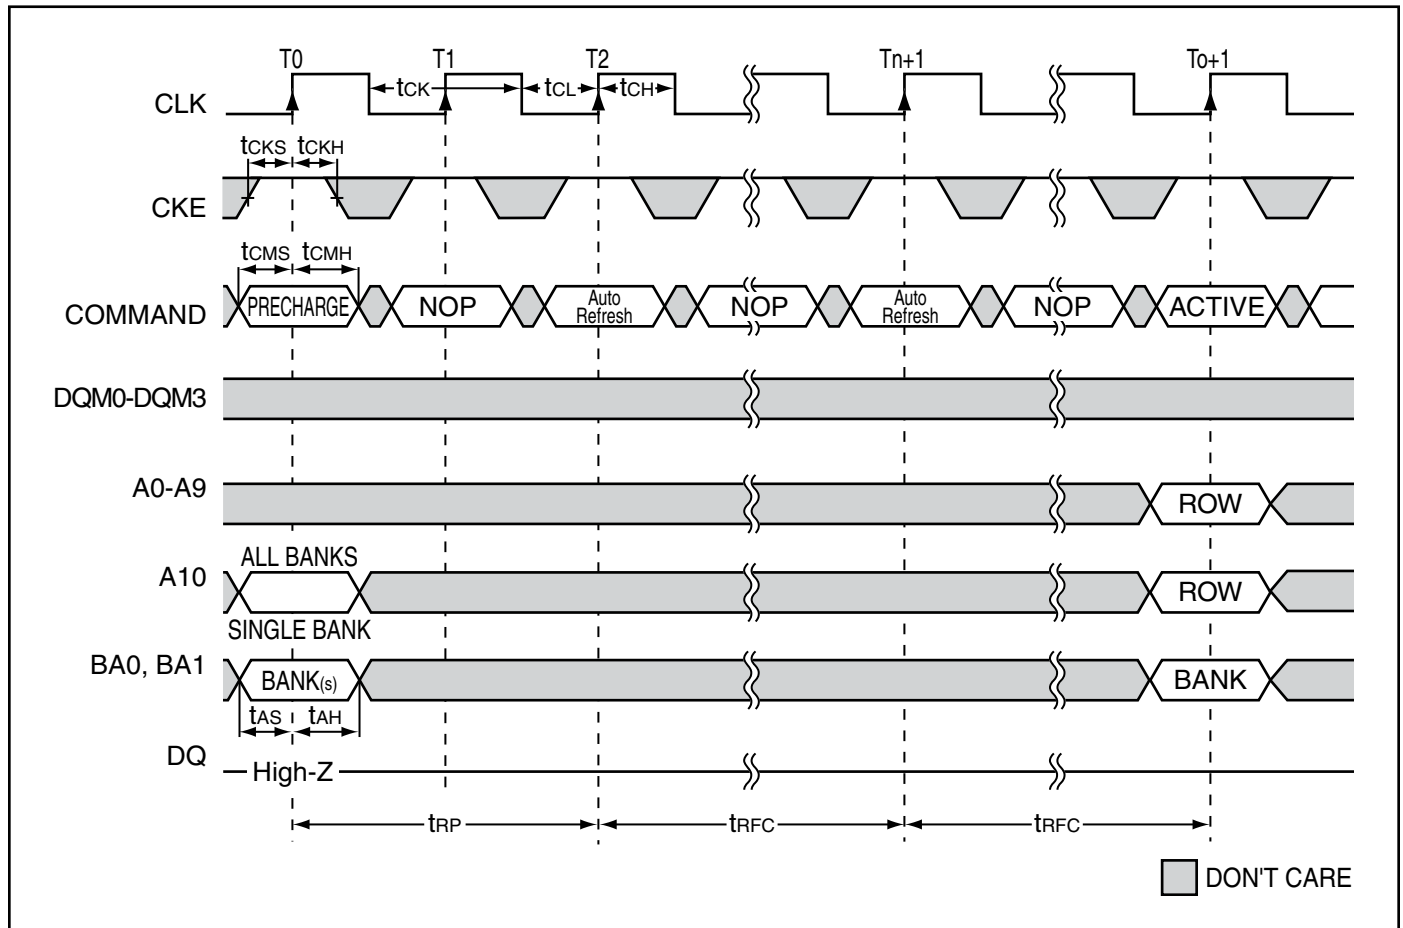 T0 T1 T2 Tn+1 To+1
CLK tCK tCL tCH
tCKS tCKH
CKE
tCMS tCMH
COMMAND PRECHARGE NOP Auto Refresh NOP Auto Refresh NOP ACTIVE
DQM0-DQM3
A0-A9 ROW
ALL BANKS
A10 ROW
SINGLE BANK
BA0, BA1 BANK(s) BANK
tAS tAH
DQ High-Z
tRP tRFC tRFC
DON'T CARE